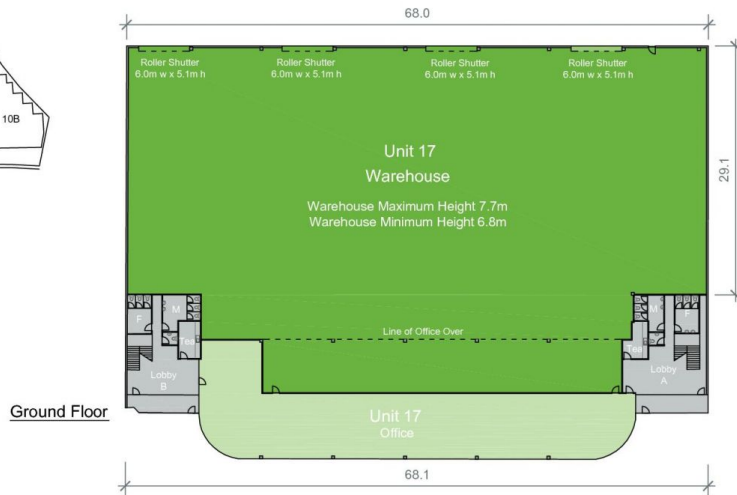 68.0
10B
Roller Shutter
6.0m w x 5.1m h
Roller Shutter
6.0m w x 5.1m h
Roller Shutter
6.0m w x 5.1m h
Roller Shutter
6.0m w x 5.1m h
29.1
Unit 17
Warehouse
Warehouse Maximum Height 7.7m
Warehouse Minimum Height 6.8m
M
F
M
F
Line of Office Over
Tea
Tea
Lobby
B
Lobby
A
Ground Floor
Unit 17
Office
68.1